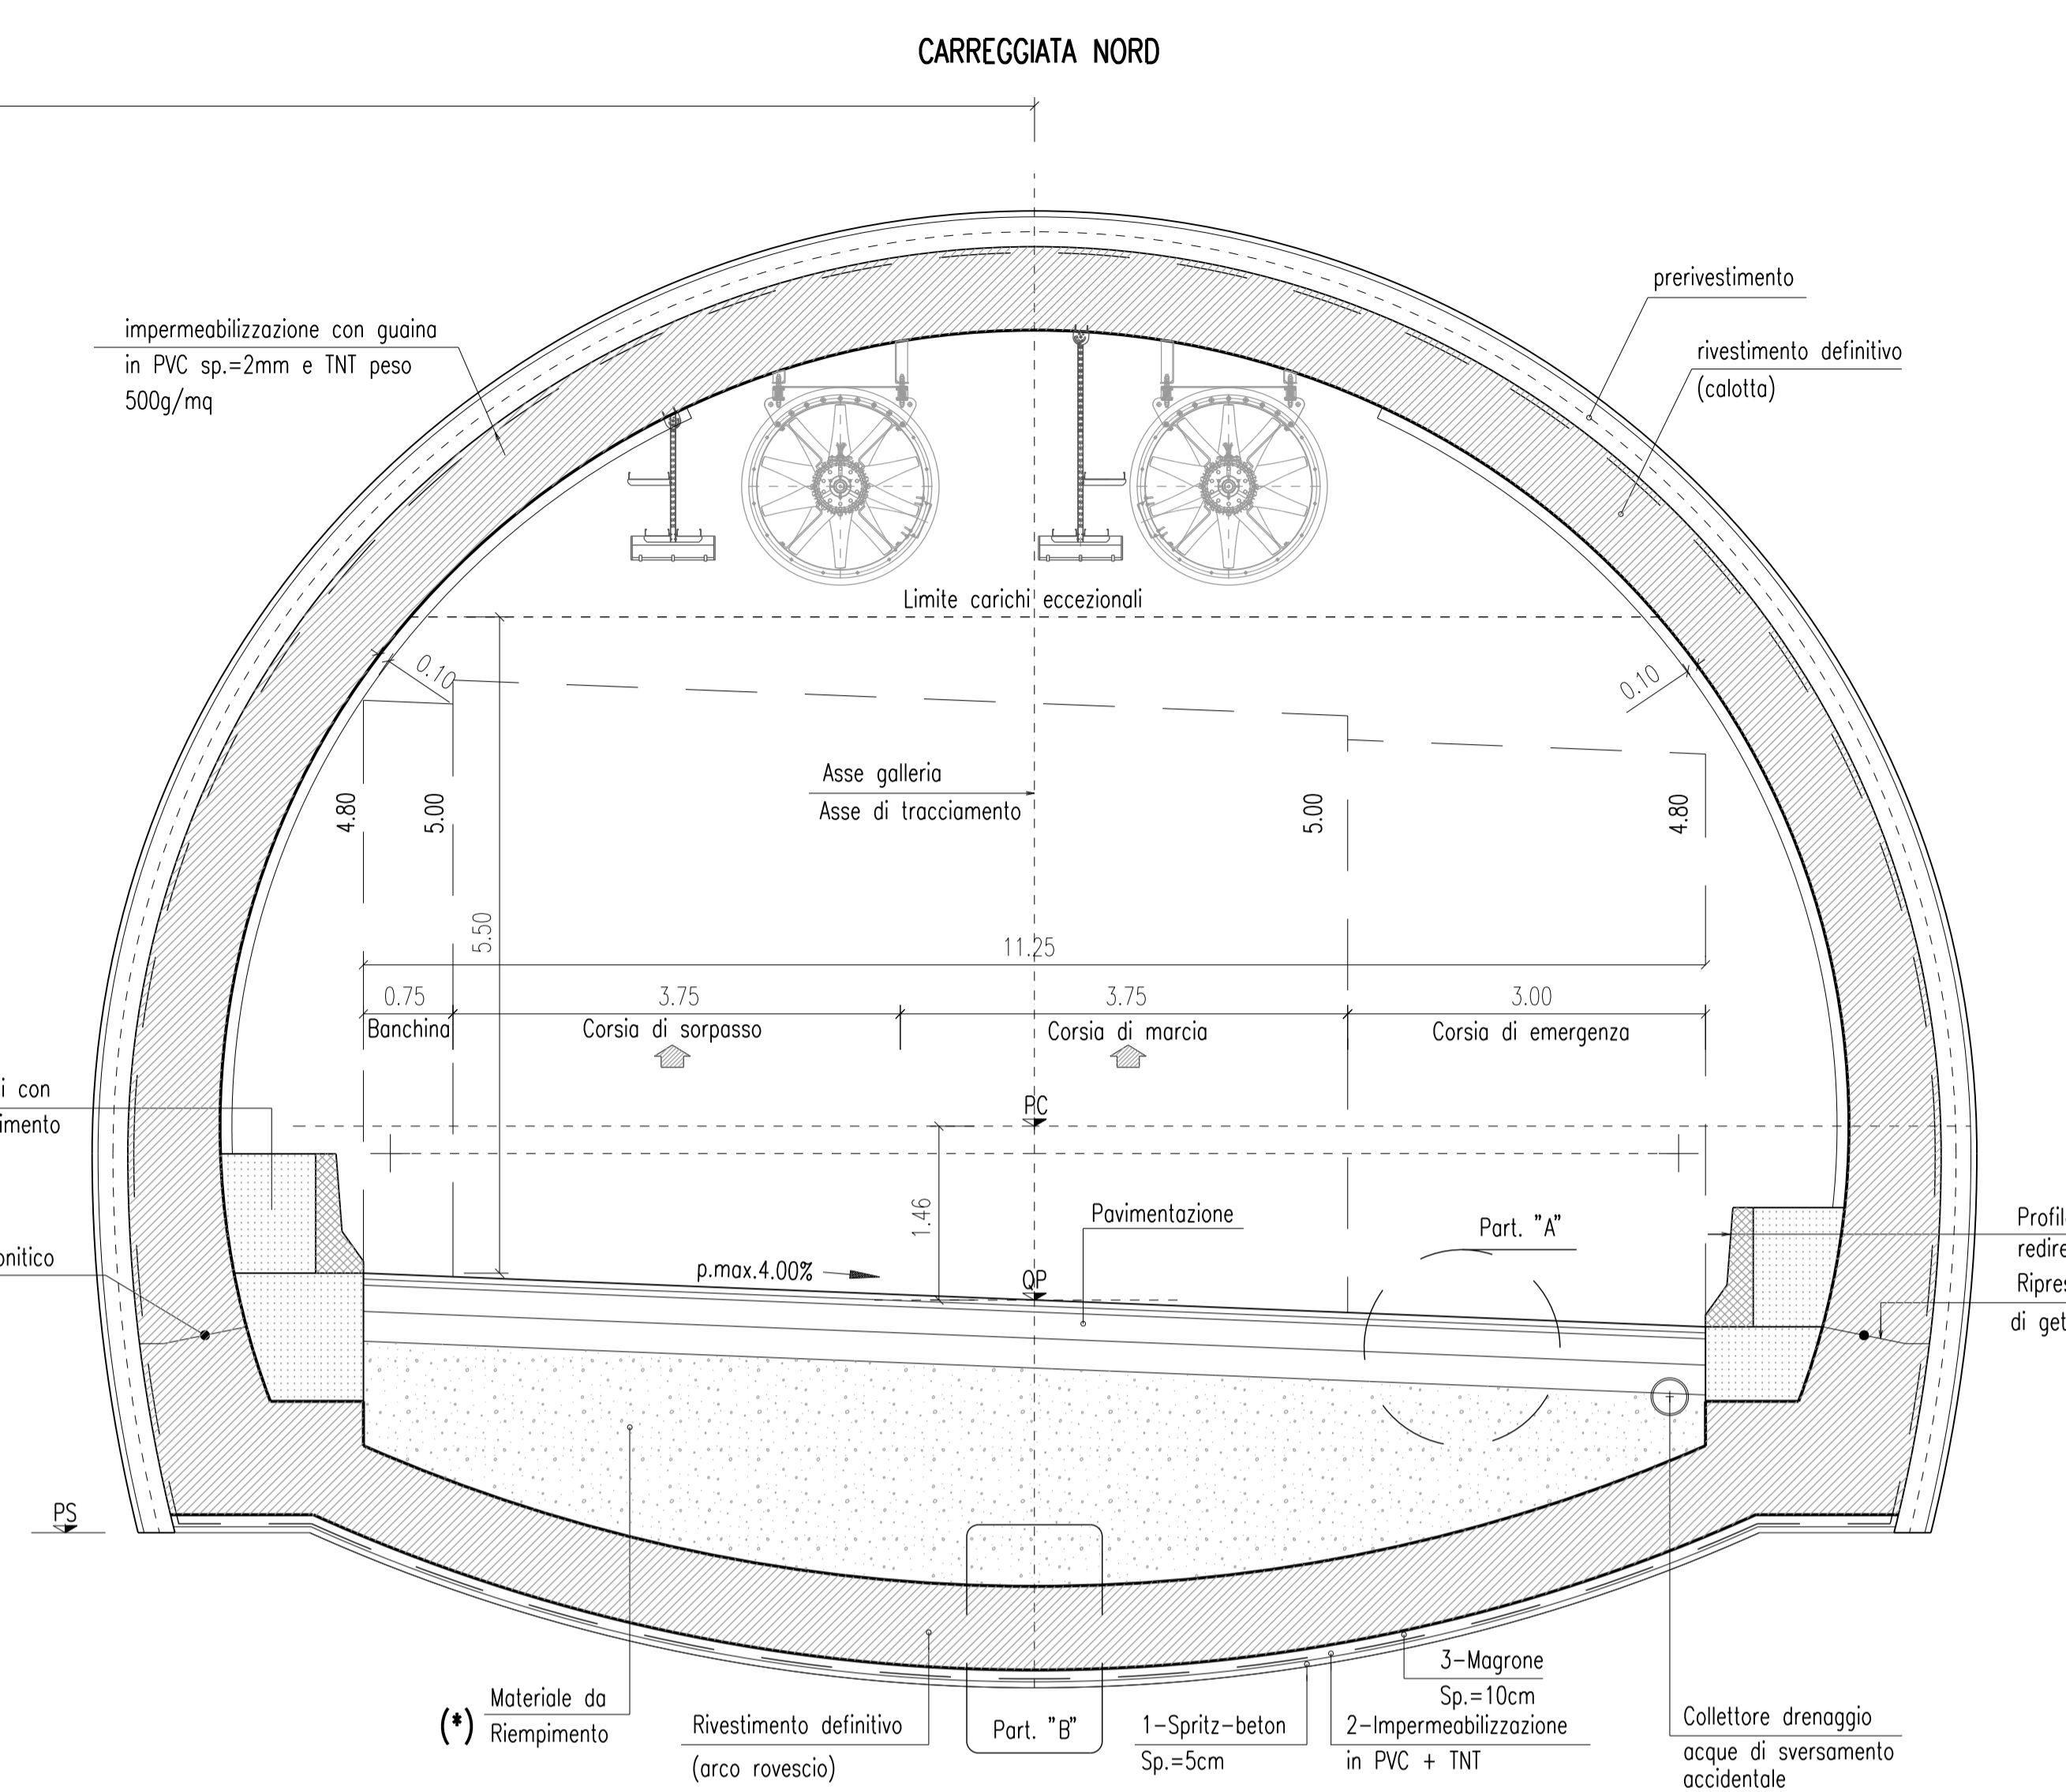 CARREGGIATA NORD
prerivestimento
impermeabilizzazione con guaina
in PVC sp.=2mm e TNT peso
500g/mq
rivestimento definitivo
(calotta)
Limite carichi eccezionali
0.10
0.10
Asse galleria
Asse di tracciamento
4.80
5.00
5.00
4.80
5.50
11.25
0.75
3.75
3.75
3.00
Banchina
Corsia di sorpasso
Corsia di marcia
Corsia di emergenza
i con
imento
PC
1.46
Pavimentazione
Part. "A"
Profil
redire
onitico
p.max.4.00%
QP
Ripres
di get
PS
3-Magrone
Sp.=10cm
(*)
Materiale da
Riempimento
Rivestimento definitivo
(arco rovescio)
Part. "B"
1-Spritz-beton
Sp.=5cm
2-Impermeabilizzazione
in PVC + TNT
Collettore drenaggio
acque di sversamento
accidentale